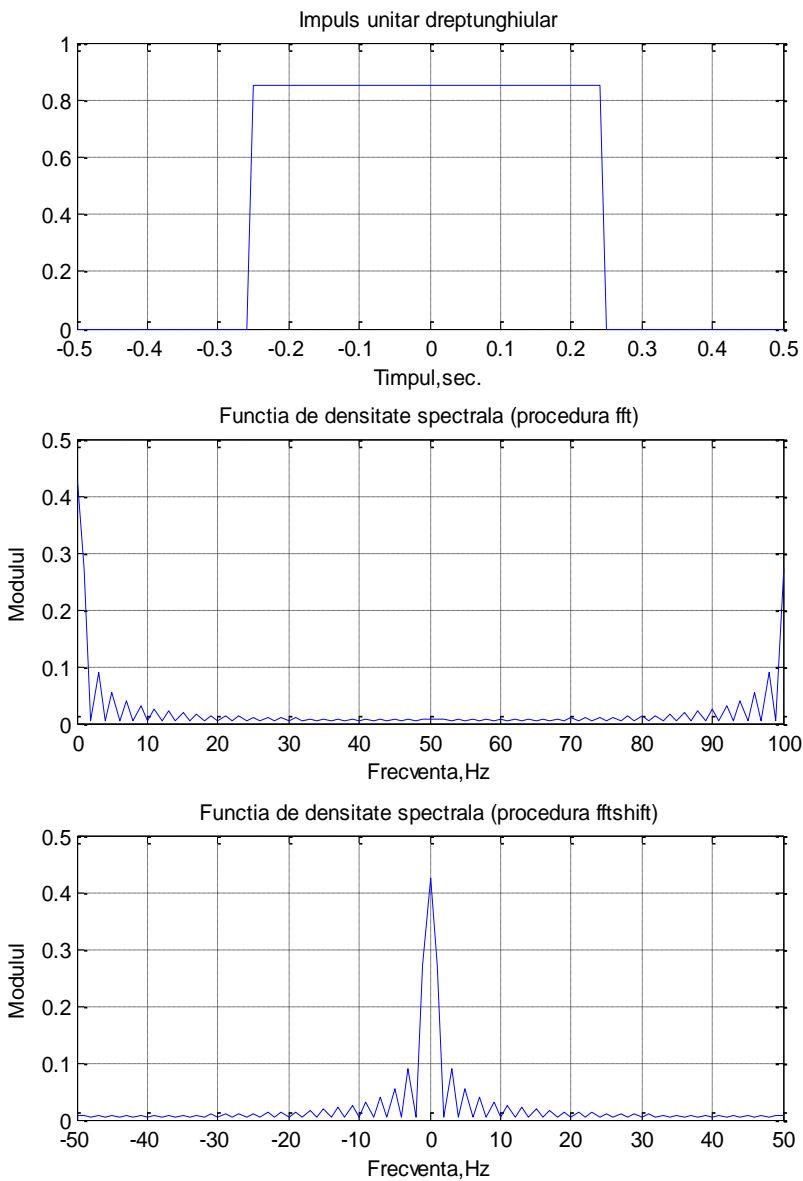 Impuls unitar dreptunghiular
1
0.8
0.6
0.4
0.2
0
-0.5 -0.4 -0.3 -0.2 -0.1 0 0.1 0.2 0.3 0.4 0.5
Timpul,sec.
Functia de densitate spectrala (procedura fft)
0.5
0.4
0.3
0.2
0.1
0
Modulul
0 10 20 30 40 50 60 70 80 90 100
Frecventa,Hz
Functia de densitate spectrala (procedura fftshift)
0.5
0.4
0.3
0.2
0.1
0
Modulul
-50 -40 -30 -20 -10 0 10 20 30 40 50
Frecventa,Hz